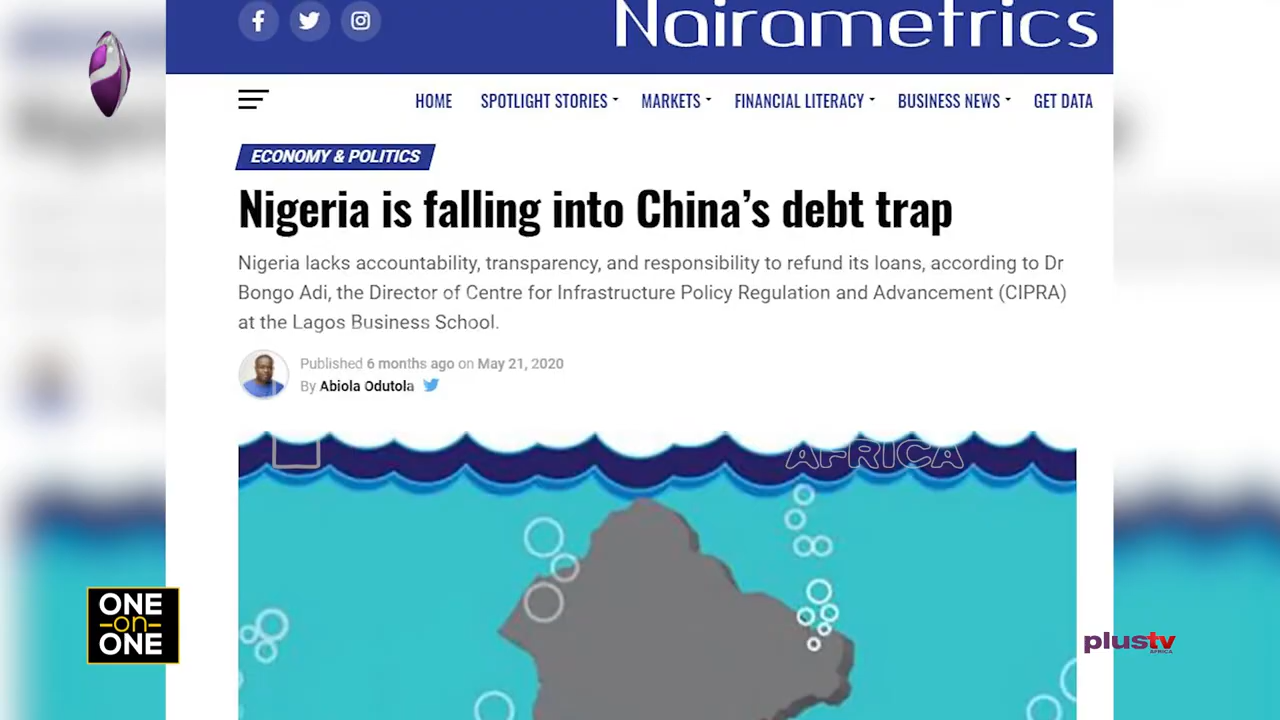 Nairametrics
HOME SPOTLIGHT STORIES MARKETS FINANCIAL LITERACY BUSINESS NEWS GET DATA
ECONOMY & POLITICS
Nigeria is falling into China's debt trap
Nigeria lacks accountability, transparency, and responsibility to refund its loans, according to Dr
Bongo Adi, the Director of Centre for Infrastructure Policy Regulation and Advancement (CIPRA)
at the Lagos Business School.
Published 6 months ago on May 21, 2020
By Abiola Odutola
AFRICA
ONE
on
ONE
plustv
AFRICA